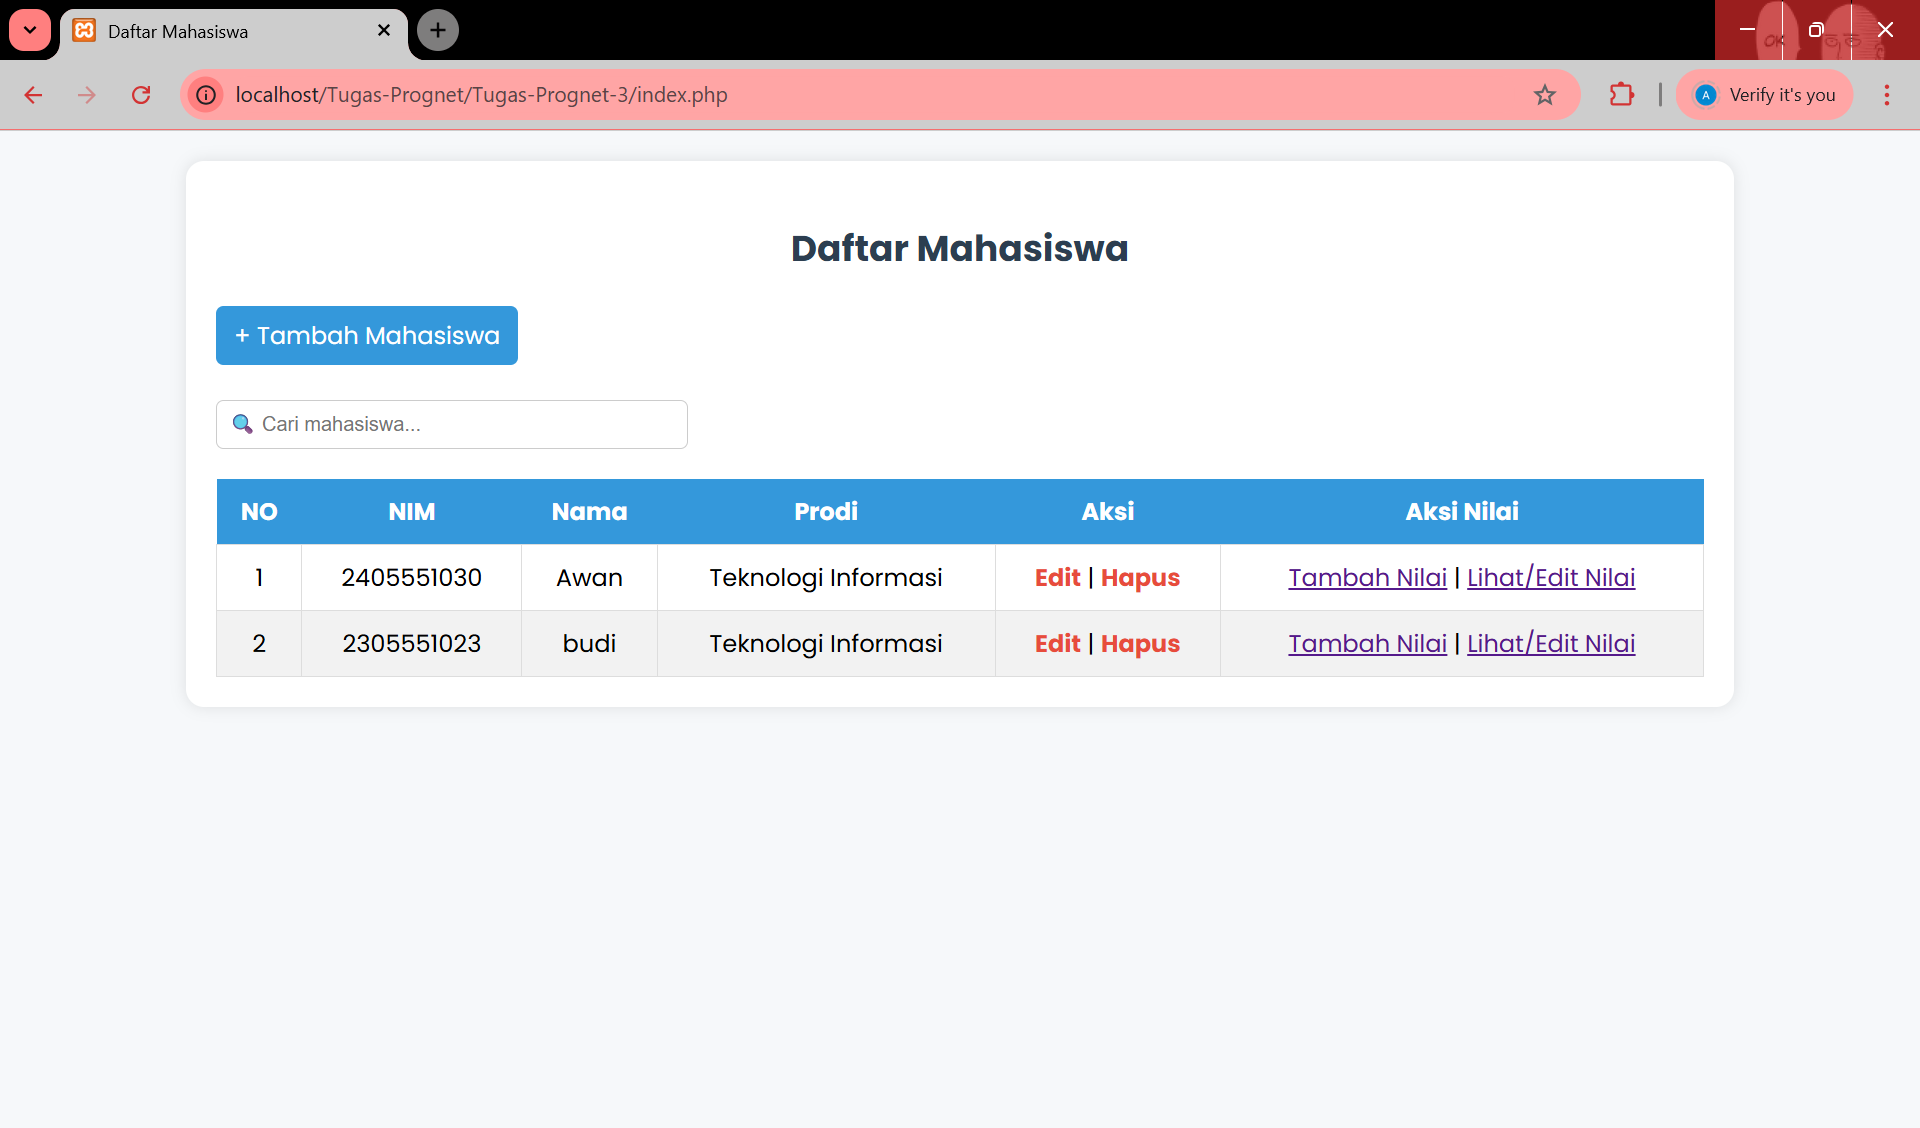 Daftar Mahasiswa
OK
localhost/Tugas-Prognet/Tugas-Prognet-3/index.php
A Verify it's you
Daftar Mahasiswa
+ Tambah Mahasiswa
🔍 Cari mahasiswa...
NO NIM Nama Prodi Aksi Aksi Nilai
1 2405551030 Awan Teknologi Informasi Edit | Hapus Tambah Nilai | Lihat/Edit Nilai
2 2305551023 budi Teknologi Informasi Edit | Hapus Tambah Nilai | Lihat/Edit Nilai